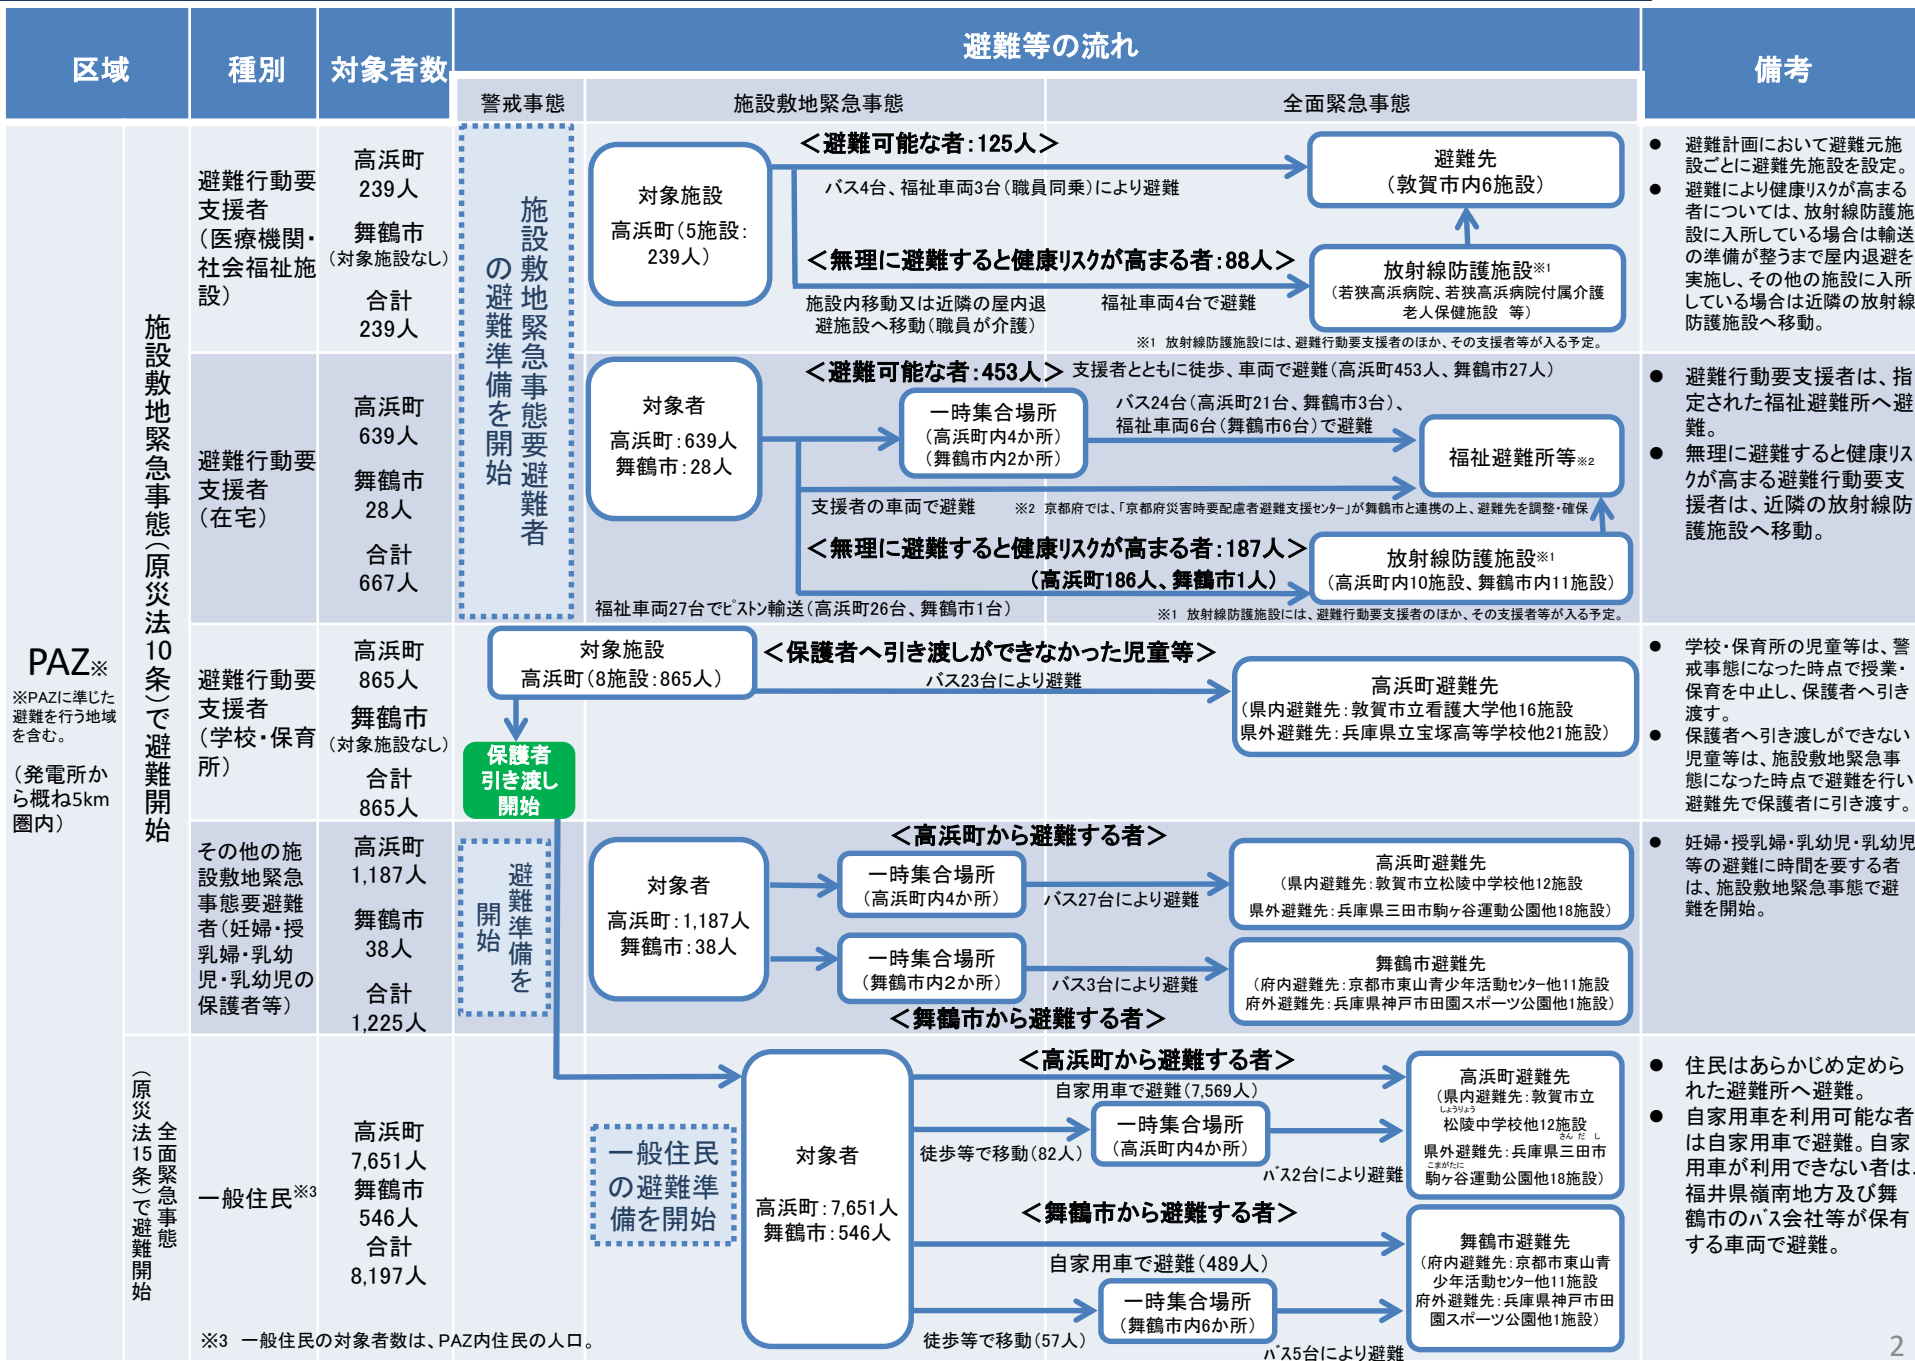 区域
種別
対象者数
避難等の流れ
備考
警戒事態
施設敷地緊急事態
全面緊急事態
PAZ※
※PAZに準じた
避難を行う地域
を含む。
(発電所か
ら概ね5km
圏内)
施設敷地緊急事態(原災法10条)で避難開始
避難行動要
支援者
(医療機関・
社会福祉施
設)
高浜町
239人
舞鶴市
(対象施設なし)
合計
239人
施設敷地緊急事態要避難者
の避難準備を開始
対象施設
高浜町(5施設:
239人)
<避難可能な者:125人>
バス4台、福祉車両3台(職員同乗)により避難
避難先
(敦賀市内6施設)
<無理に避難すると健康リスクが高まる者:88人>
施設内移動又は近隣の屋内退
避施設へ移動(職員が介護)
福祉車両4台で避難
放射線防護施設※1
(若狭高浜病院、若狭高浜病院付属介護
老人保健施設 等)
※1 放射線防護施設には、避難行動要支援者のほか、その支援者等が入る予定。
● 避難計画において避難元施
設ごとに避難先施設を設定。
● 避難により健康リスクが高まる
者については、放射線防護施
設に入所している場合は輸送
の準備が整うまで屋内退避を
実施し、その他の施設に入所
している場合は近隣の放射線
防護施設へ移動。
避難行動要
支援者
(在宅)
高浜町
639人
舞鶴市
28人
合計
667人
対象者
高浜町:639人
舞鶴市:28人
<避難可能な者:453人>
支援者とともに徒歩、車両で避難(高浜町453人、舞鶴市27人)
一時集合場所
(高浜町内4か所)
(舞鶴市内2か所)
バス24台(高浜町21台、舞鶴市3台)、
福祉車両6台(舞鶴市6台)で避難
福祉避難所等※2
支援者の車両で避難
※2 京都府では、「京都府災害時要配慮者避難支援センター」が舞鶴市と連携の上、避難先を調整・確保
<無理に避難すると健康リスクが高まる者:187人>
(高浜町186人、舞鶴市1人)
放射線防護施設※1
(高浜町内10施設、舞鶴市内11施設)
福祉車両27台でピストン輸送(高浜町26台、舞鶴市1台)
※1 放射線防護施設には、避難行動要支援者のほか、その支援者等が入る予定。
● 避難行動要支援者は、指
定された福祉避難所へ避
難。
● 無理に避難すると健康リス
クが高まる避難行動要支
援者は、近隣の放射線防
護施設へ移動。
避難行動要
支援者
(学校・保育
所)
高浜町
865人
舞鶴市
(対象施設なし)
合計
865人
対象施設
高浜町(8施設:865人)
保護者
引き渡し
開始
<保護者へ引き渡しができなかった児童等>
バス23台により避難
高浜町避難先
(県内避難先:敦賀市立看護大学他16施設
県外避難先:兵庫県立宝塚高等学校他21施設)
● 学校・保育所の児童等は、警
戒事態になった時点で授業・
保育を中止し、保護者へ引き
渡す。
● 保護者へ引き渡しができない
児童等は、施設敷地緊急事
態になった時点で避難を行い
避難先で保護者に引き渡す。
その他の施
設敷地緊急
事態要避難
者(妊婦・授
乳婦・乳幼
児・乳幼児の
保護者等)
高浜町
1,187人
舞鶴市
38人
合計
1,225人
避難準備を
開始
対象者
高浜町:1,187人
舞鶴市:38人
<高浜町から避難する者>
一時集合場所
(高浜町内4か所)
バス27台により避難
高浜町避難先
(県内避難先:敦賀市立松陵中学校他12施設
県外避難先:兵庫県三田市駒ヶ谷運動公園他18施設)
一時集合場所
(舞鶴市内2か所)
バス3台により避難
舞鶴市避難先
(府内避難先:京都市東山青少年活動センター他11施設
府外避難先:兵庫県神戸市田園スポーツ公園他1施設)
<舞鶴市から避難する者>
● 妊婦・授乳婦・乳幼児・乳幼児
等の避難に時間を要する者
は、施設敷地緊急事態で避
難を開始。
全面緊急事態
(原災法15条)で避難開始
一般住民※3
高浜町
7,651人
舞鶴市
546人
合計
8,197人
一般住民
の避難準
備を開始
対象者
高浜町:7,651人
舞鶴市:546人
<高浜町から避難する者>
自家用車で避難(7,569人)
徒歩等で移動(82人)
一時集合場所
(高浜町内4か所)
バス2台により避難
高浜町避難先
(県内避難先:敦賀市立
しょうりょう
松陵中学校他12施設
さんだし
県外避難先:兵庫県三田市
こまがたに
駒ヶ谷運動公園他18施設)
<舞鶴市から避難する者>
自家用車で避難(489人)
徒歩等で移動(57人)
一時集合場所
(舞鶴市内6か所)
バス5台により避難
舞鶴市避難先
(府内避難先:京都市東山青
少年活動センター他11施設
府外避難先:兵庫県神戸市田
園スポーツ公園他1施設)
● 住民はあらかじめ定めら
れた避難所へ避難。
● 自家用車を利用可能な者
は自家用車で避難。自家
用車が利用できない者は、
福井県嶺南地方及び舞
鶴市のバス会社等が保有
する車両で避難。
※3 一般住民の対象者数は、PAZ内住民の人口。
2